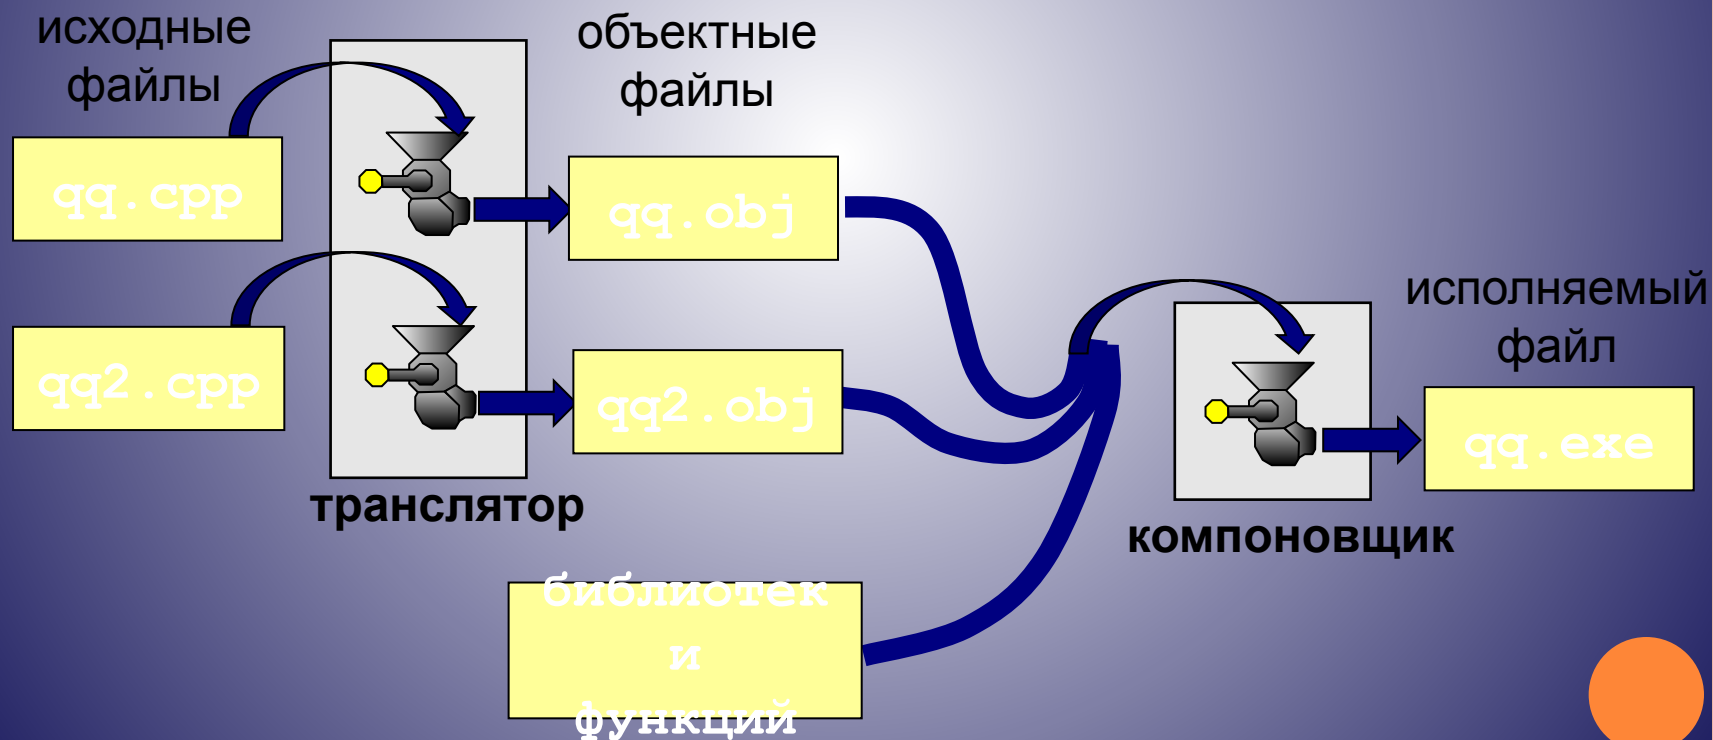 исходные
файлы
объектные
файлы
qq.cpp
qq.obj
qq2.cpp
qq2.obj
транслятор
исполняемый
файл
qq.exe
компоновщик
библиотек
и
функций